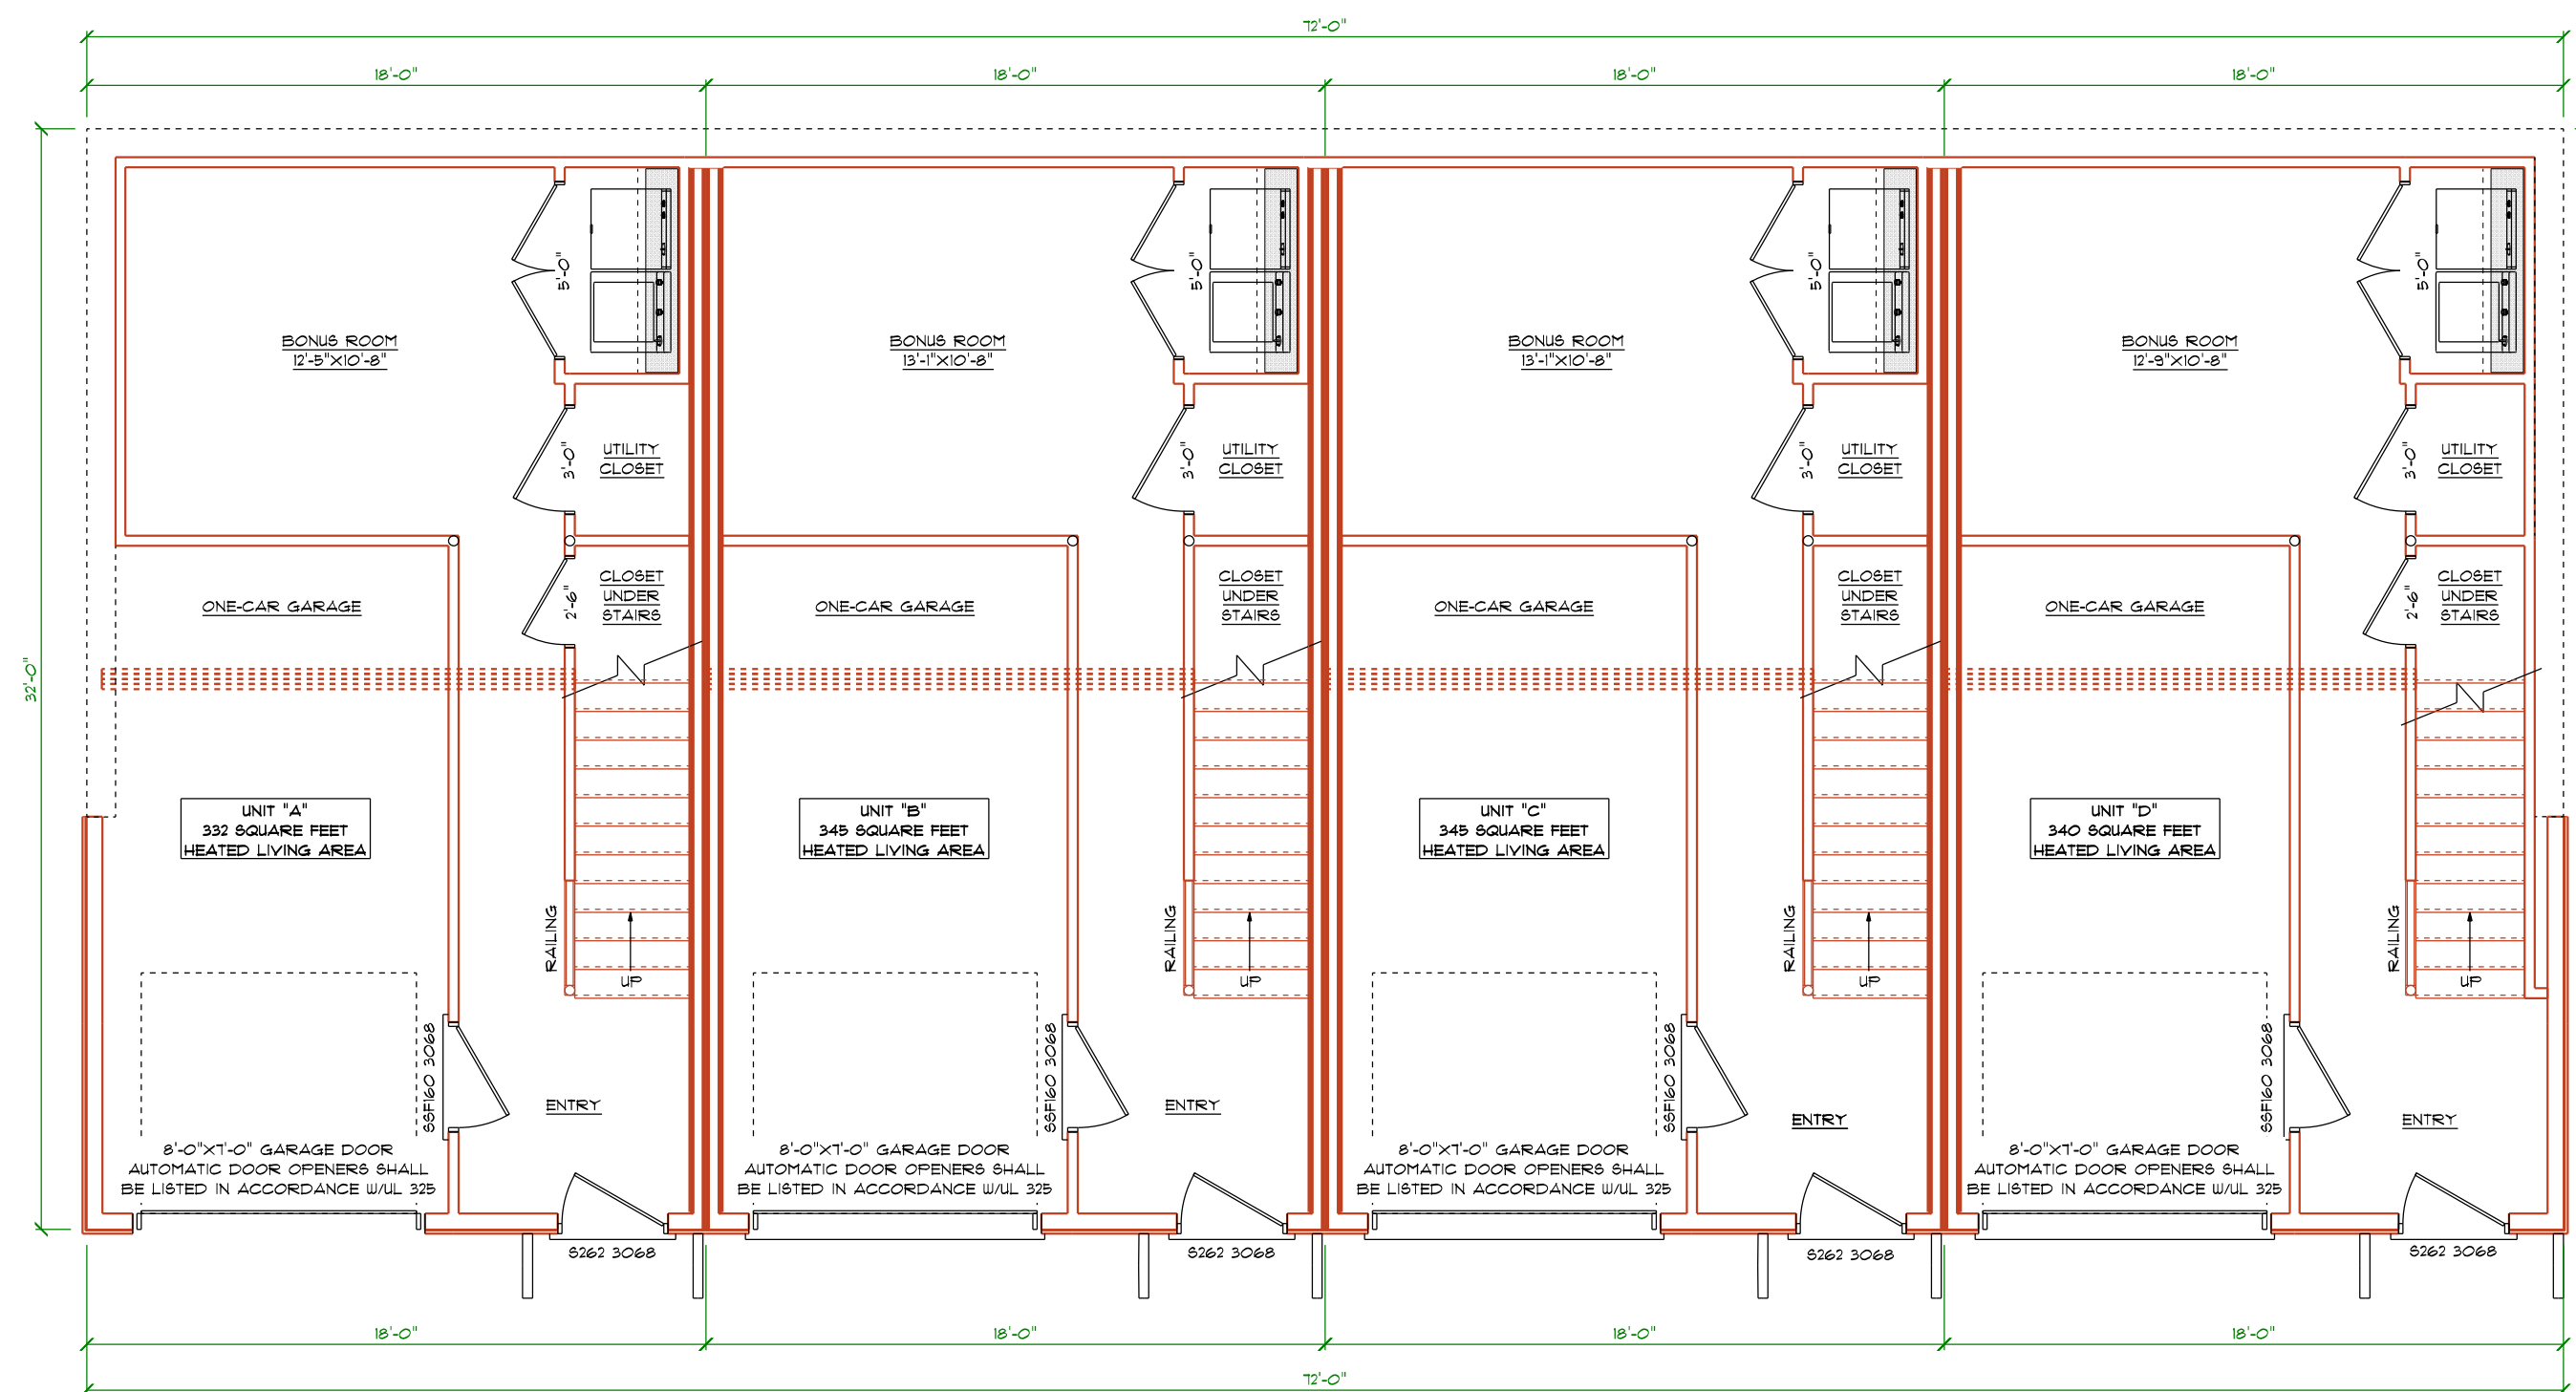 72'-0"
18'-0"
18'-0"
18'-0"
18'-0"
32'-0"
BONUS ROOM
12'-5"X10'-8"
5'-0"
3'-0"
UTILITY
CLOSET
ONE-CAR GARAGE
2'-6"
CLOSET
UNDER
STAIRS
UNIT "A"
332 SQUARE FEET
HEATED LIVING AREA
RAILING
UP
SSF160 3068
ENTRY
8'-0"X7'-0" GARAGE DOOR
AUTOMATIC DOOR OPENERS SHALL
BE LISTED IN ACCORDANCE W/UL 325
S262 3068
BONUS ROOM
13'-1"X10'-8"
5'-0"
3'-0"
UTILITY
CLOSET
ONE-CAR GARAGE
CLOSET
UNDER
STAIRS
UNIT "B"
345 SQUARE FEET
HEATED LIVING AREA
RAILING
UP
SSF160 3068
ENTRY
8'-0"X7'-0" GARAGE DOOR
AUTOMATIC DOOR OPENERS SHALL
BE LISTED IN ACCORDANCE W/UL 325
S262 3068
BONUS ROOM
13'-1"X10'-8"
5'-0"
3'-0"
UTILITY
CLOSET
ONE-CAR GARAGE
CLOSET
UNDER
STAIRS
UNIT "C"
345 SQUARE FEET
HEATED LIVING AREA
RAILING
UP
SSF160 3068
ENTRY
8'-0"X7'-0" GARAGE DOOR
AUTOMATIC DOOR OPENERS SHALL
BE LISTED IN ACCORDANCE W/UL 325
S262 3068
BONUS ROOM
12'-9"X10'-8"
5'-0"
3'-0"
UTILITY
CLOSET
ONE-CAR GARAGE
2'-6"
CLOSET
UNDER
STAIRS
UNIT "D"
340 SQUARE FEET
HEATED LIVING AREA
RAILING
UP
SSF160 3068
ENTRY
8'-0"X7'-0" GARAGE DOOR
AUTOMATIC DOOR OPENERS SHALL
BE LISTED IN ACCORDANCE W/UL 325
S262 3068
18'-0"
18'-0"
18'-0"
18'-0"
72'-0"